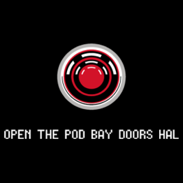 OPEN THE POD BAY DOORS HAL